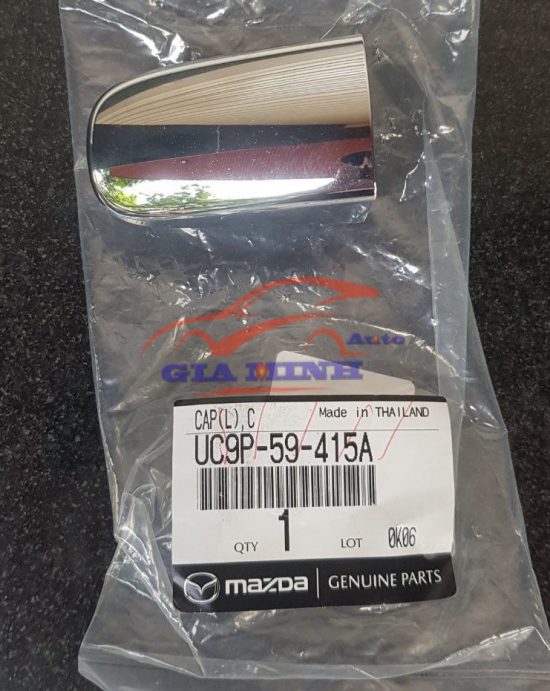 Auto
GIA MINH
CAP(L),C Made in THAILAND
UC9P-59-415A
QTY 1 LOT 0K06
mazda GENUINE PARTS